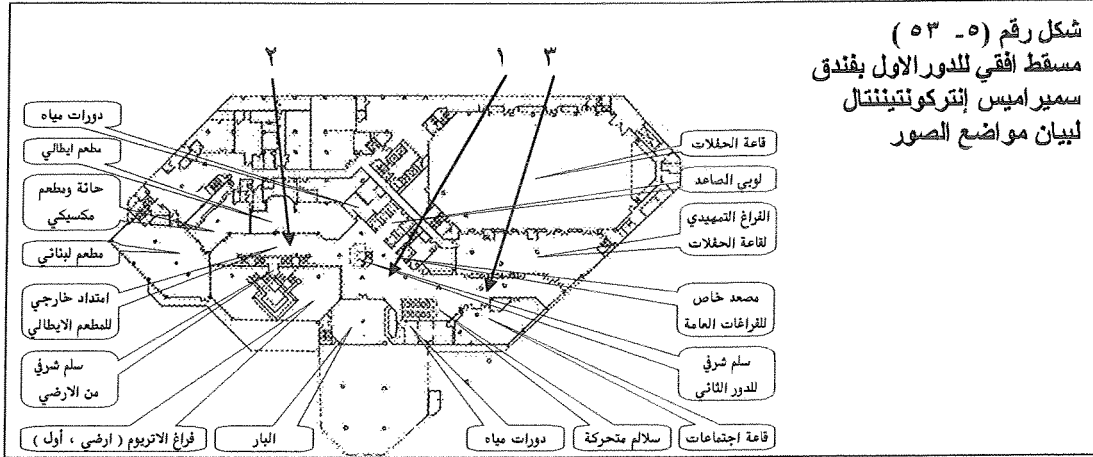 شكل رقم (٥- ٥٣ )
مسقط افقي للدور الاول بفندق
سميراميس إنتركونتيننتال
لبيان مواضع الصور
٢
١
٣
دورات مياه
مطعم ايطالي
حانة ومطعم
مكسيكي
مطعم لبناني
امتداد خارجي
للمطعم الايطالي
سلم شرفي
من الارضي
قاعة الحفلات
لوبي الصاعد
الفراغ التمهيدي
لقاعة الحفلات
مصعد خاص
للفراغات العامة
سلم شرفي
للدور الثاني
فراغ الاتريوم ( ارضي ، أول )
البار
دورات مياه
سلالم متحركة
قاعة اجتماعات